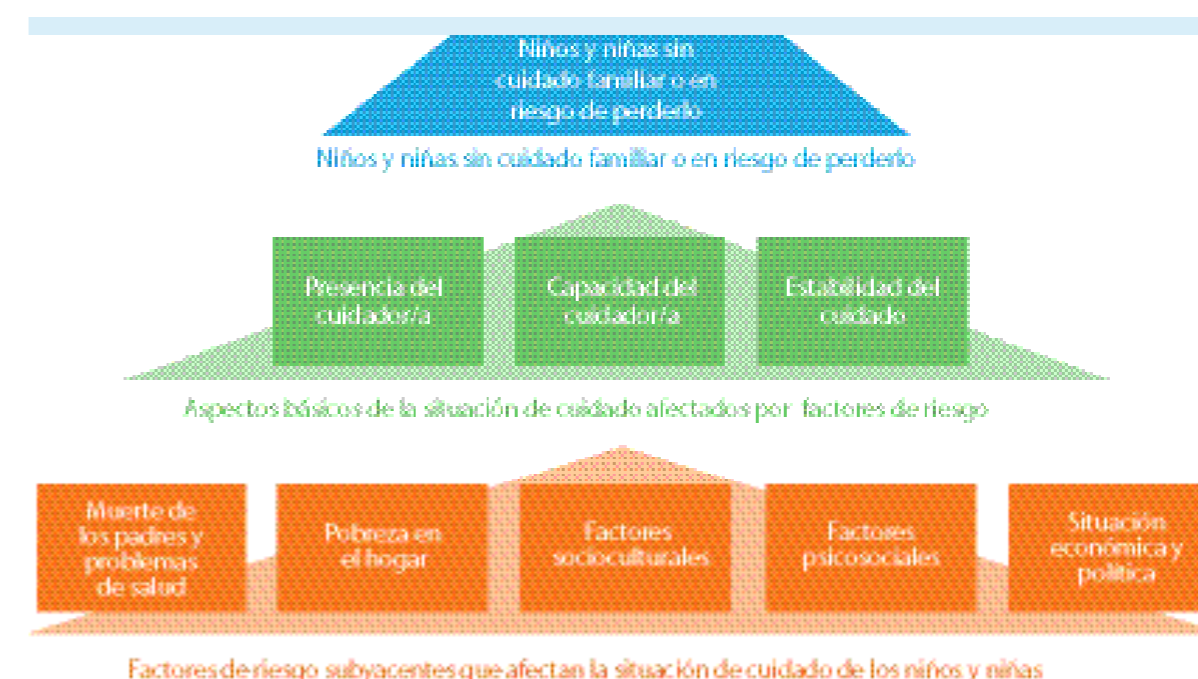 Niños y niñas sin
cuidado familiar o en
riesgo de perderlo
Niños y niñas sin cuidado familiar o en riesgo de perderlo
Presencia del
cuidador/a
Capacidad del
cuidador/a
Estabilidad del
cuidado
Aspectos básicos de la situación de cuidado afectados por factores de riesgo
Muerte de
los padres y
problemas
de salud
Pobreza en
el hogar
Factores
socioculturales
Factores
psicosociales
Situación
económica y
política
Factores de riesgo subyacentes que afectan la situación de cuidado de los niños y niñas